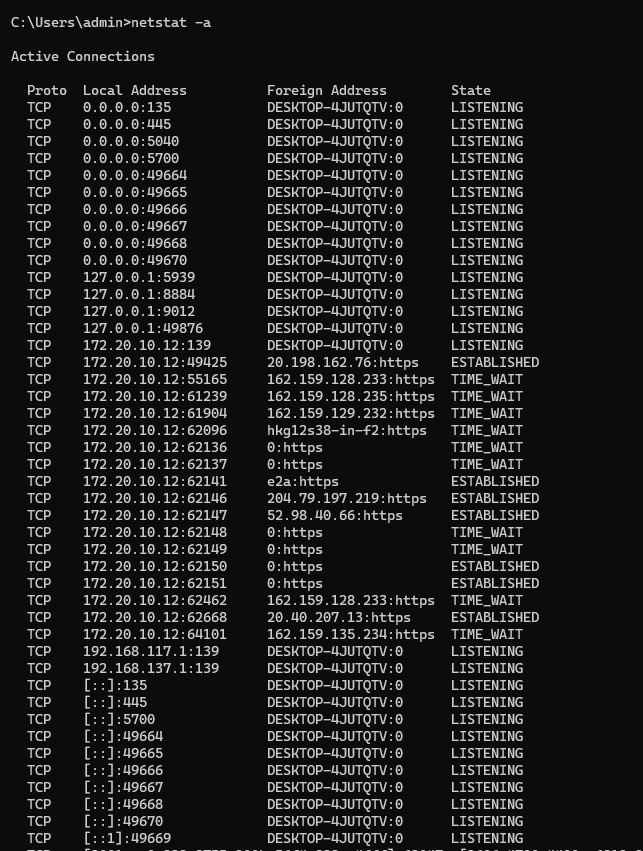 C:\Users\admin>netstat -a
Active Connections
Proto Local Address Foreign Address State
TCP 0.0.0.0:135 DESKTOP-4JUTQTV:0 LISTENING
TCP 0.0.0.0:445 DESKTOP-4JUTQTV:0 LISTENING
TCP 0.0.0.0:5040 DESKTOP-4JUTQTV:0 LISTENING
TCP 0.0.0.0:5700 DESKTOP-4JUTQTV:0 LISTENING
TCP 0.0.0.0:49664 DESKTOP-4JUTQTV:0 LISTENING
TCP 0.0.0.0:49665 DESKTOP-4JUTQTV:0 LISTENING
TCP 0.0.0.0:49666 DESKTOP-4JUTQTV:0 LISTENING
TCP 0.0.0.0:49667 DESKTOP-4JUTQTV:0 LISTENING
TCP 0.0.0.0:49668 DESKTOP-4JUTQTV:0 LISTENING
TCP 0.0.0.0:49670 DESKTOP-4JUTQTV:0 LISTENING
TCP 127.0.0.1:5939 DESKTOP-4JUTQTV:0 LISTENING
TCP 127.0.0.1:8884 DESKTOP-4JUTQTV:0 LISTENING
TCP 127.0.0.1:9012 DESKTOP-4JUTQTV:0 LISTENING
TCP 127.0.0.1:49876 DESKTOP-4JUTQTV:0 LISTENING
TCP 172.20.10.12:139 DESKTOP-4JUTQTV:0 LISTENING
TCP 172.20.10.12:49425 20.198.162.76:https ESTABLISHED
TCP 172.20.10.12:55165 162.159.128.233:https TIME_WAIT
TCP 172.20.10.12:61239 162.159.128.235:https TIME_WAIT
TCP 172.20.10.12:61904 162.159.129.232:https TIME_WAIT
TCP 172.20.10.12:62096 hkg12s38-in-f2:https TIME_WAIT
TCP 172.20.10.12:62136 0:https TIME_WAIT
TCP 172.20.10.12:62137 0:https TIME_WAIT
TCP 172.20.10.12:62141 e2a:https ESTABLISHED
TCP 172.20.10.12:62146 204.79.197.219:https ESTABLISHED
TCP 172.20.10.12:62147 52.98.40.66:https ESTABLISHED
TCP 172.20.10.12:62148 0:https TIME_WAIT
TCP 172.20.10.12:62149 0:https TIME_WAIT
TCP 172.20.10.12:62150 0:https ESTABLISHED
TCP 172.20.10.12:62151 0:https ESTABLISHED
TCP 172.20.10.12:62462 162.159.128.233:https TIME_WAIT
TCP 172.20.10.12:62668 20.40.207.13:https ESTABLISHED
TCP 172.20.10.12:64101 162.159.135.234:https TIME_WAIT
TCP 192.168.117.1:139 DESKTOP-4JUTQTV:0 LISTENING
TCP 192.168.137.1:139 DESKTOP-4JUTQTV:0 LISTENING
TCP [::]:135 DESKTOP-4JUTQTV:0 LISTENING
TCP [::]:445 DESKTOP-4JUTQTV:0 LISTENING
TCP [::]:5700 DESKTOP-4JUTQTV:0 LISTENING
TCP [::]:49664 DESKTOP-4JUTQTV:0 LISTENING
TCP [::]:49665 DESKTOP-4JUTQTV:0 LISTENING
TCP [::]:49666 DESKTOP-4JUTQTV:0 LISTENING
TCP [::]:49667 DESKTOP-4JUTQTV:0 LISTENING
TCP [::]:49668 DESKTOP-4JUTQTV:0 LISTENING
TCP [::]:49670 DESKTOP-4JUTQTV:0 LISTENING
TCP [::1]:49669 DESKTOP-4JUTQTV:0 LISTENING